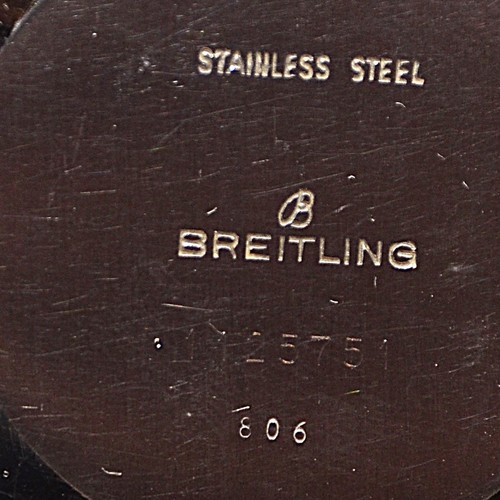 STAINLESS STEEL
B
BREITLING
1125751
806